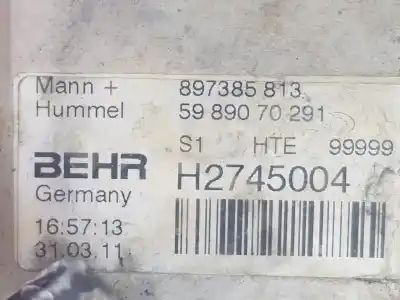 Mann + 897385 813
Hummel 59 890 70 291
S1 HTE 99999
BEHR H2745004
Germany
16:57:13
31.03.11